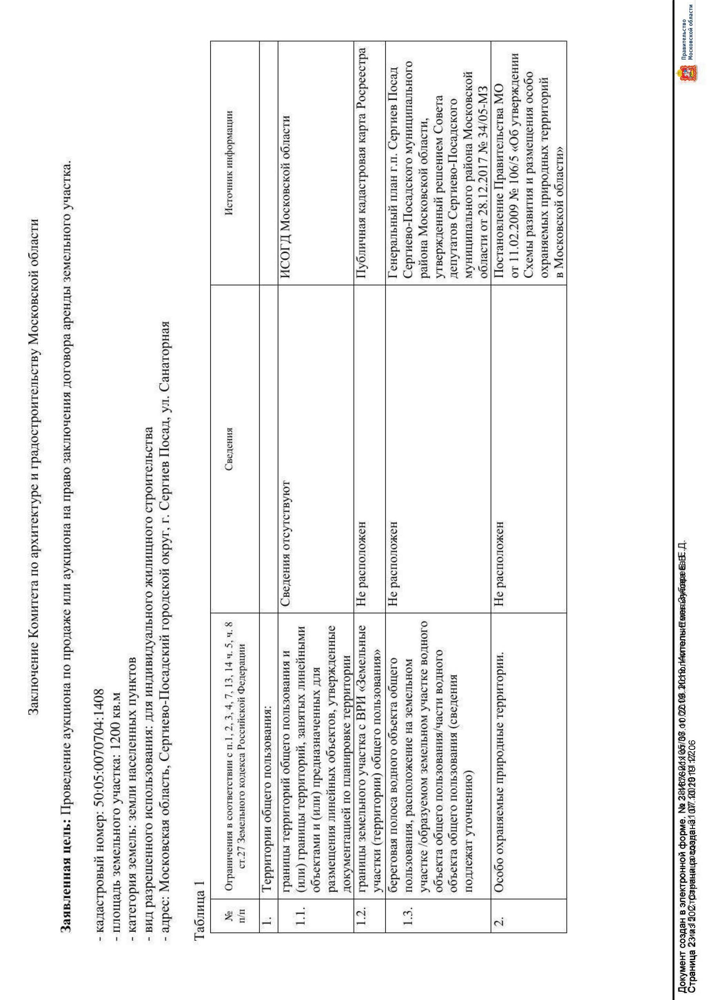 Заключение Комитета по архитектуре и градостроительству Московской области
Заявленная цель: Проведение аукциона по продаже или аукциона на право заключения договора аренды земельного участка.
- кадастровый номер: 50:05:0070704:1408
- площадь земельного участка: 1200 кв.м
- категория земель: земли населенных пунктов
- вид разрешенного использования: для индивидуального жилищного строительства
- адрес: Московская область, Сергиево-Посадский городской округ, г. Сергиев Посад, ул. Санаторная
Таблица 1
№
п/п
Ограничения в соответствии с п.1, 2, 3, 4, 7, 13, 14 ч. 5, ч. 8
ст.27 Земельного кодекса Российской Федерации
Сведения
Источник информации
1.
Территории общего пользования:
1.1.
границы территорий общего пользования и
(или) границы территорий, занятых линейными
объектами и (или) предназначенных для
размещения линейных объектов, утвержденные
документацией по планировке территории
Сведения отсутствуют
ИСОГД Московской области
1.2.
границы земельного участка с ВРИ «Земельные
участки (территории) общего пользования»
Не расположен
Публичная кадастровая карта Росреестра
1.3.
береговая полоса водного объекта общего
пользования, расположение на земельном
участке /образуемом земельном участке водного
объекта общего пользования/части водного
объекта общего пользования (сведения
подлежат уточнению)
Не расположен
Генеральный план г.п. Сергиев Посад
Сергиево-Посадского муниципального
района Московской области,
утвержденный решением Совета
депутатов Сергиево-Посадского
муниципального района Московской
области от 28.12.2017 № 34/05-МЗ
2.
Особо охраняемые природные территории.
Не расположен
Постановление Правительства МО
от 11.02.2009 № 106/5 «Об утверждении
Схемы развития и размещения особо
охраняемых природных территорий
в Московской области»
Документ создан в электронной форме. №
Страница
Правительство
Московской области